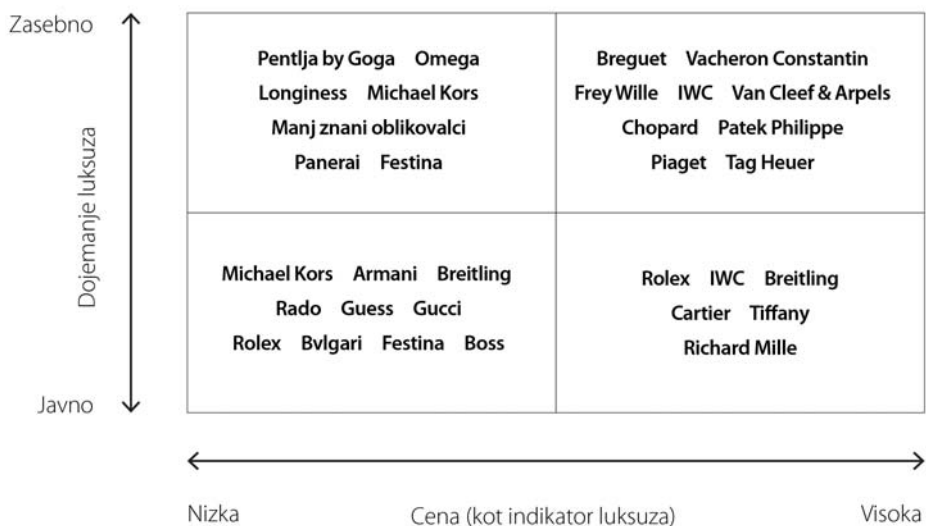 Zasebno
Pentlja by Goga Omega
Longiness Michael Kors
Manj znani oblikovalci
Panerai Festina
Breguet Vacheron Constantin
Frey Wille IWC Van Cleef & Arpels
Chopard Patek Philippe
Piaget Tag Heuer
Dojemanje luksuza
Michael Kors Armani Breitling
Rado Guess Gucci
Rolex Bvlgari Festina Boss
Rolex IWC Breitling
Cartier Tiffany
Richard Mille
Javno
Nizka Cena (kot indikator luksuza) Visoka